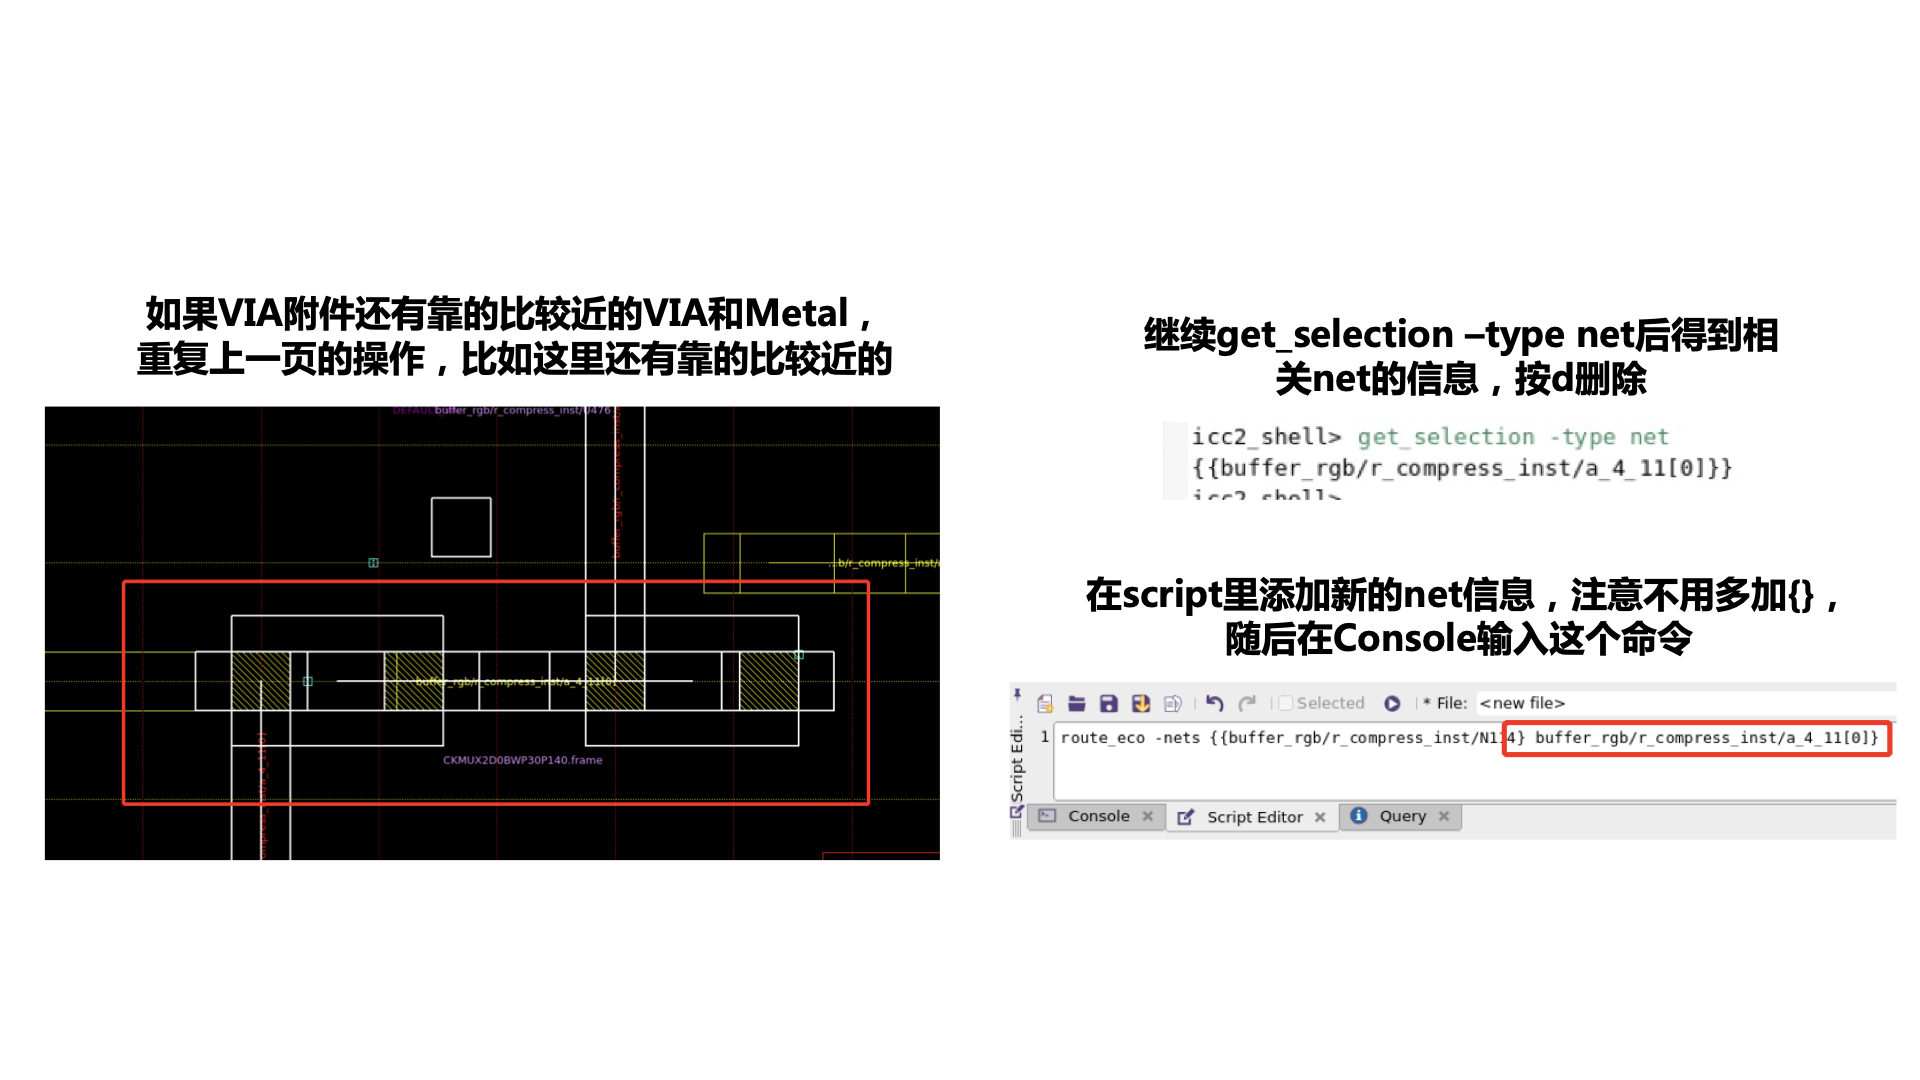 如果VIA附件还有靠的比较近的VIA和Metal，
重复上一页的操作，比如这里还有靠的比较近的
DEFAULT
buffer_rgb/r_compress_inst/U476
...b/r_compress_inst/
buffer_rgb/r_compress_inst/a_4_11[0]
CKMUX2D0BWP30P140.frame
继续get_selection –type net后得到相
关net的信息，按d删除
icc2_shell> get_selection -type net
{{buffer_rgb/r_compress_inst/a_4_11[0]}}
icc2_shell>
在script里添加新的net信息，注意不用多加{}，
随后在Console输入这个命令
Selected * File: <new file>
Script Edi...
1 route_eco -nets {{buffer_rgb/r_compress_inst/N114} buffer_rgb/r_compress_inst/a_4_11[0]}
Console Script Editor Query